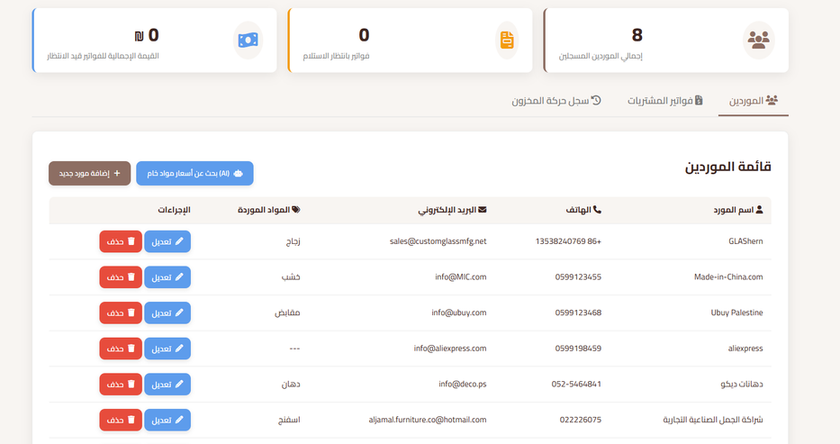 8
إجمالي الموردين المسجلين
0
فواتير بانتظار الاستلام
0 ₪
القيمة الإجمالية للفواتير قيد الانتظار
الموردين
فواتير المشتريات
سجل حركة المخزون
قائمة الموردين
بحث عن أسعار مواد خام (AI)
+ إضافة مورد جديد
اسم المورد الهاتف البريد الإلكتروني المواد الموردة الإجراءات
GLAShern 13538240769 86+ sales@customglassmfg.net زجاج تعديل حذف
Made-in-China.com 0599123455 info@MIC.com خشب تعديل حذف
Ubuy Palestine 0599123468 info@ubuy.com مقابض تعديل حذف
aliexpress 0599198459 info@aliexpress.com --- تعديل حذف
دهانات ديكو 052-5464841 info@deco.ps دهان تعديل حذف
شراكة الجمل الصناعية التجارية 022226075 aljamal.furniture.co@hotmail.com اسفنج تعديل حذف